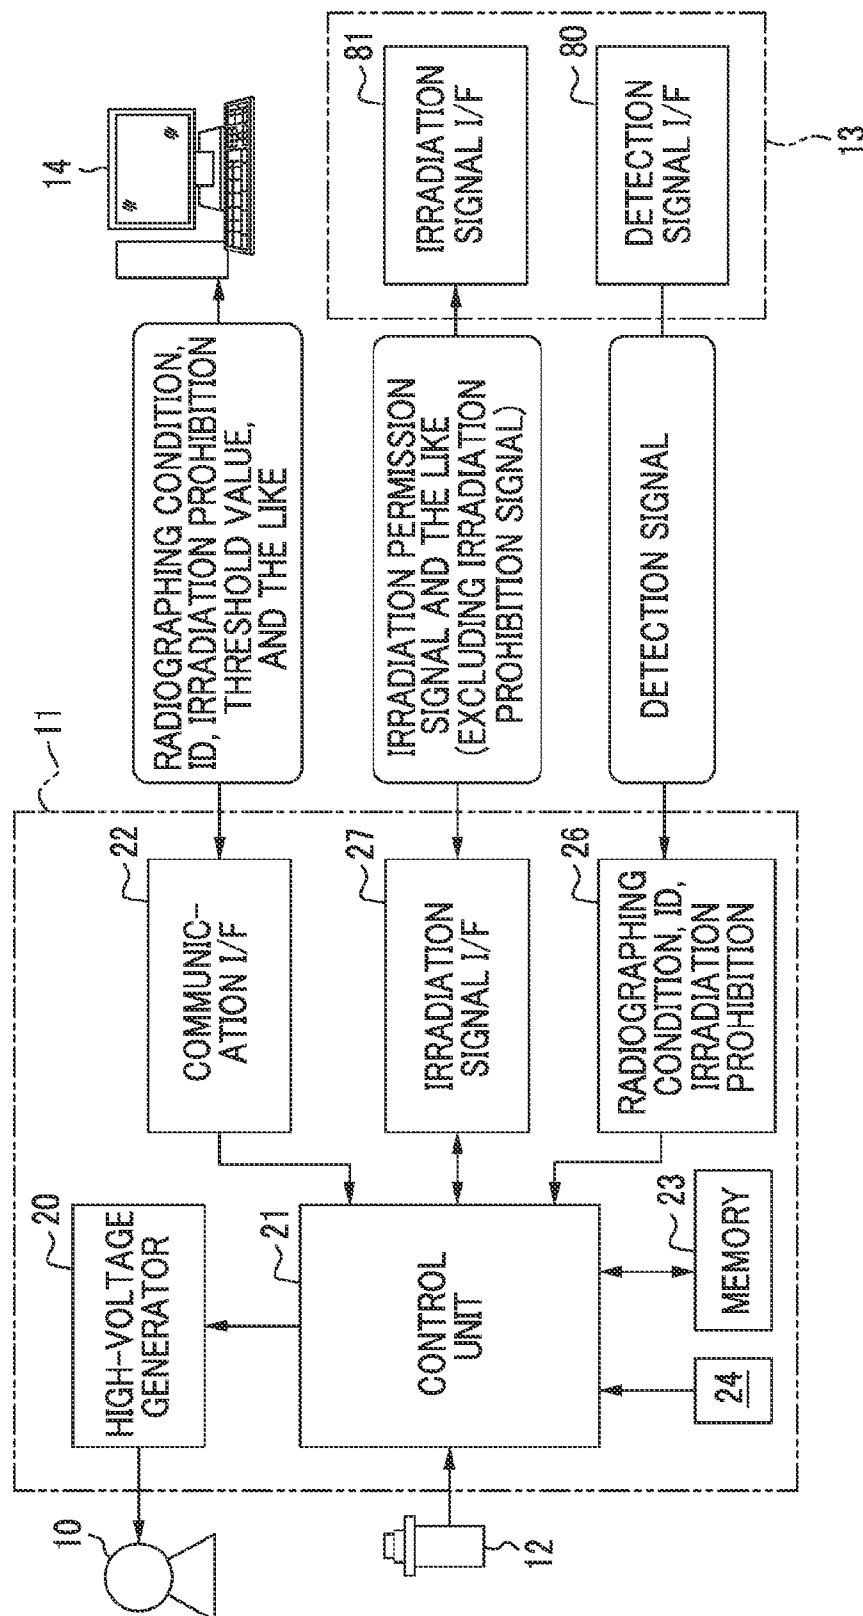 11
10
20
HIGH-VOLTAGE
GENERATOR
12
21
CONTROL
UNIT
24
23
MEMORY
22
COMMUNIC-
ATION I/F
27
IRRADIATION
SIGNAL I/F
26
RADIOGRAPHING
CONDITION, ID,
IRRADIATION
PROHIBITION
RADIOGRAPHING CONDITION,
ID, IRRADIATION PROHIBITION
THRESHOLD VALUE,
AND THE LIKE
IRRADIATION PERMISSION
SIGNAL AND THE LIKE
(EXCLUDING IRRADIATION
PROHIBITION SIGNAL)
DETECTION SIGNAL
14
81
IRRADIATION
SIGNAL I/F
80
DETECTION
SIGNAL I/F
13